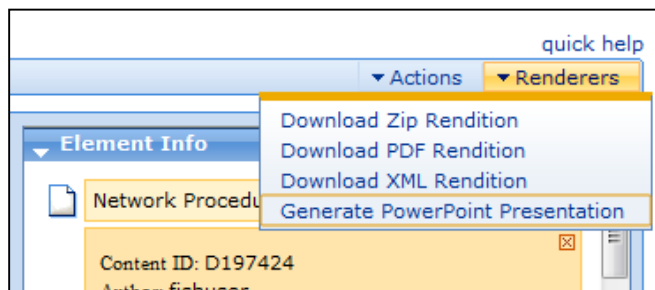 quick help
Actions Renderers
Download Zip Rendition
Element Info
Download PDF Rendition
Download XML Rendition
Network
Generate PowerPoint Presentation
Content ID: D197424